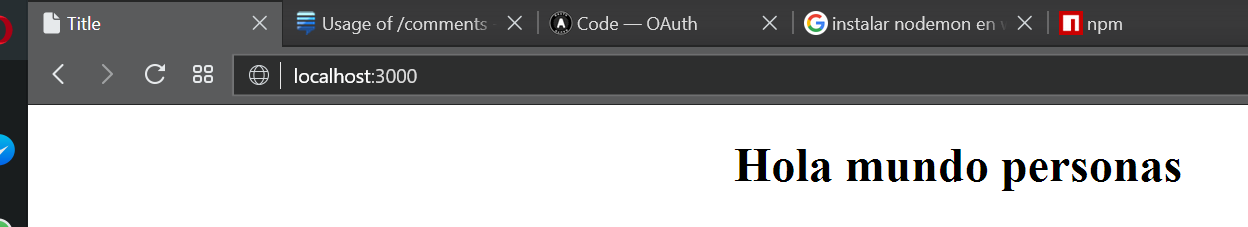 Title
Usage of /comments
Code — OAuth
instalar nodemon en
npm
localhost:3000
Hola mundo personas